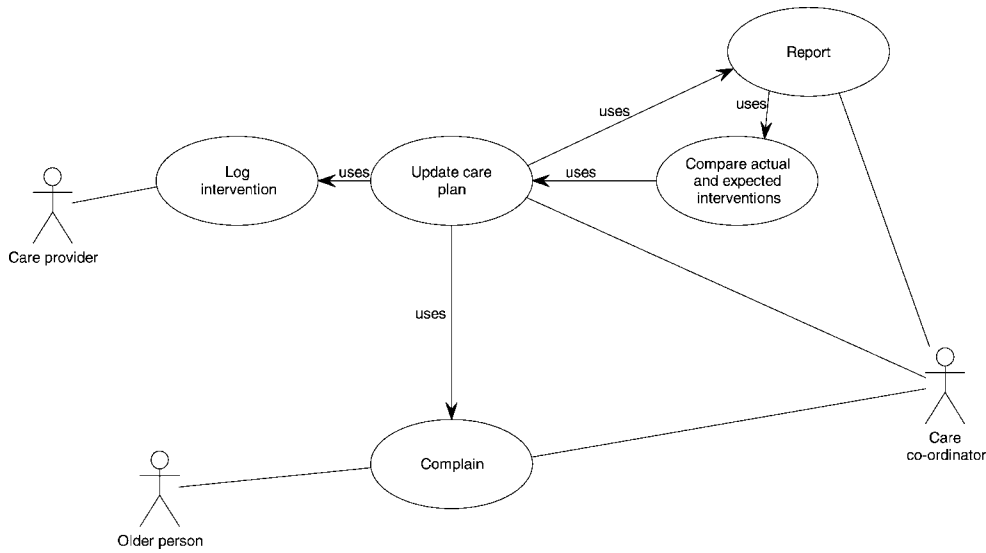 Report
uses
uses
Log
intervention
uses
Update care
plan
uses
Compare actual
and expected
interventions
Care provider
uses
Care
co-ordinator
Complain
Older person